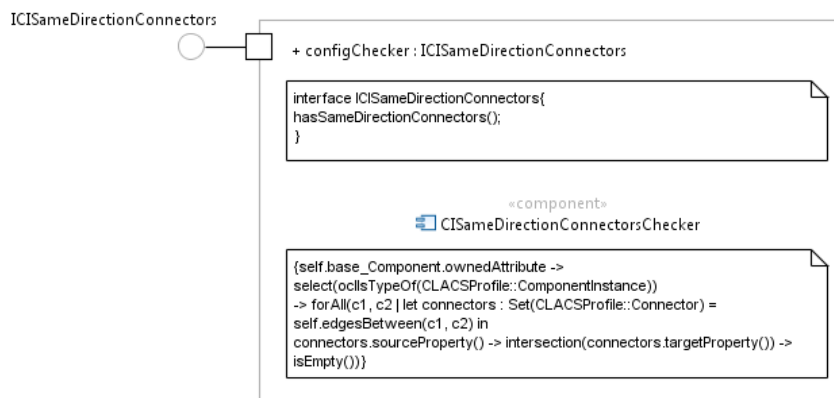 ICISameDirectionConnectors
+ configChecker : ICISameDirectionConnectors
interface ICISameDirectionConnectors{
hasSameDirectionConnectors();
}
«component»
CISameDirectionConnectorsChecker
{self.base_Component.ownedAttribute ->
select(oclIsTypeOf(CLACSProfile::ComponentInstance))
-> forAll(c1, c2 | let connectors : Set(CLACSProfile::Connector) =
self.edgesBetween(c1, c2) in
connectors.sourceProperty() -> intersection(connectors.targetProperty()) ->
isEmpty())}